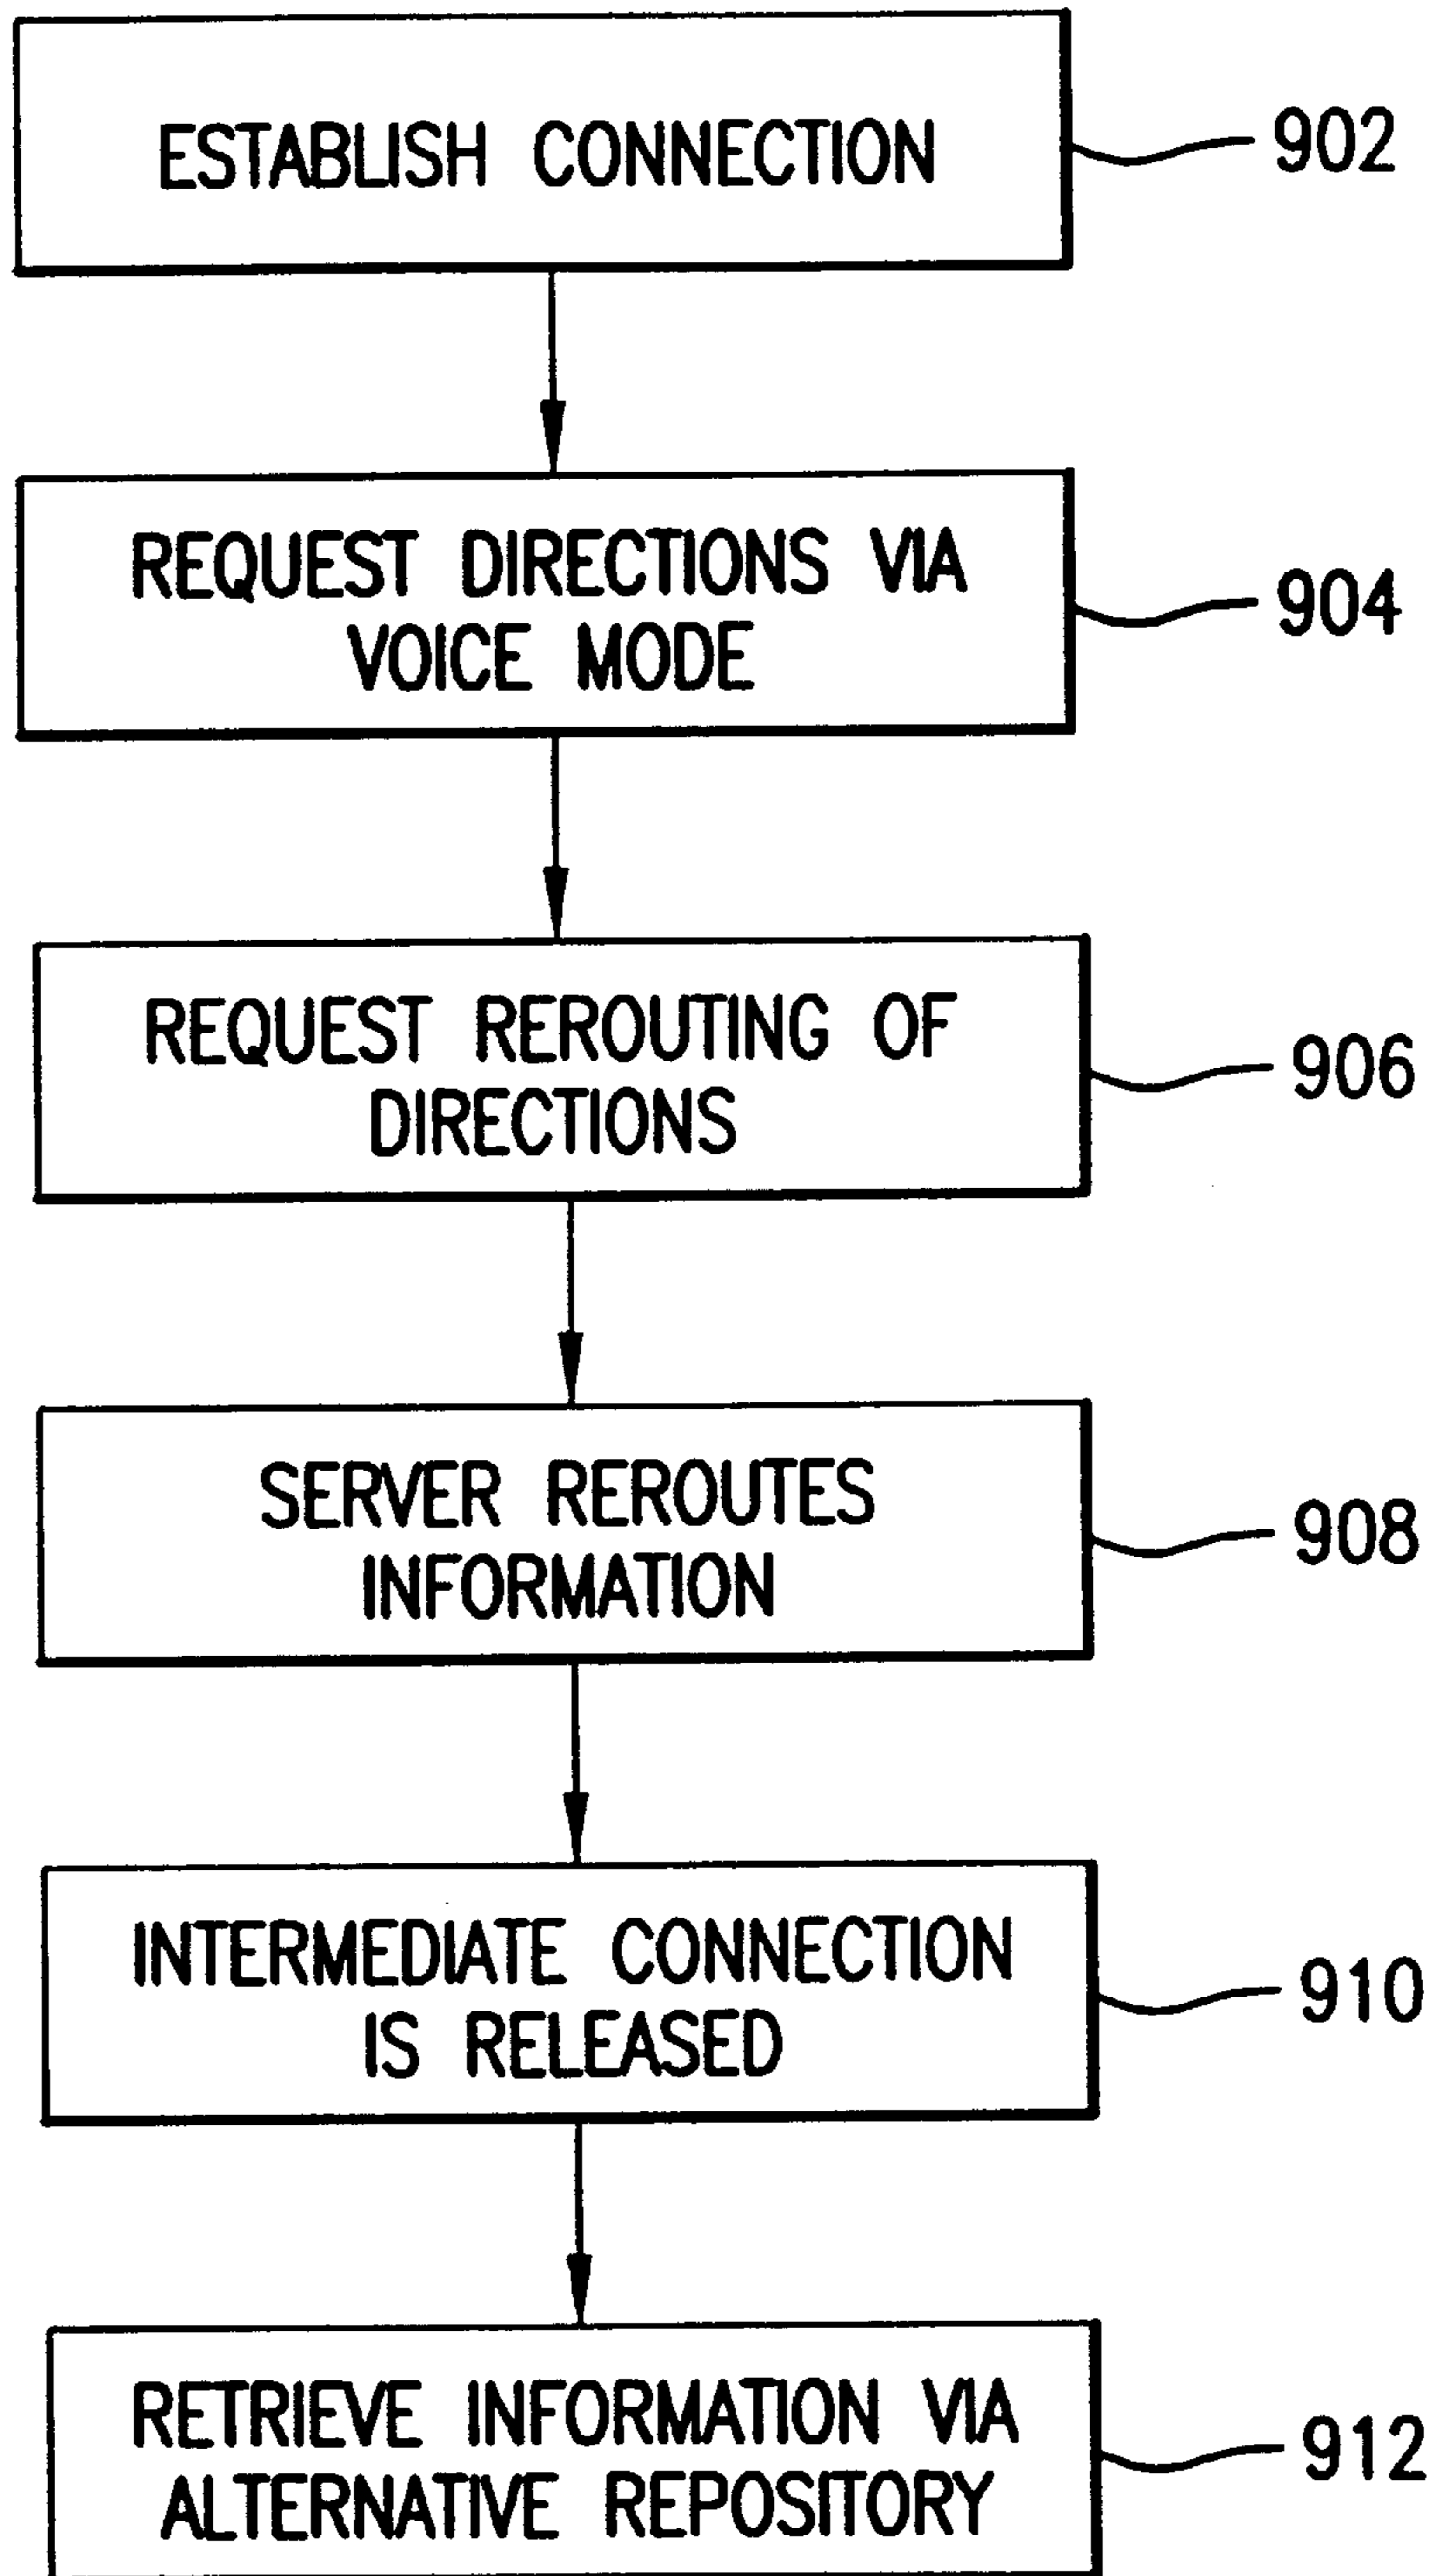 ESTABLISH CONNECTION
902
REQUEST DIRECTIONS VIA
VOICE MODE
904
REQUEST REROUTING OF
DIRECTIONS
906
SERVER REROUTES
INFORMATION
908
INTERMEDIATE CONNECTION
IS RELEASED
910
RETRIEVE INFORMATION VIA
ALTERNATIVE REPOSITORY
912